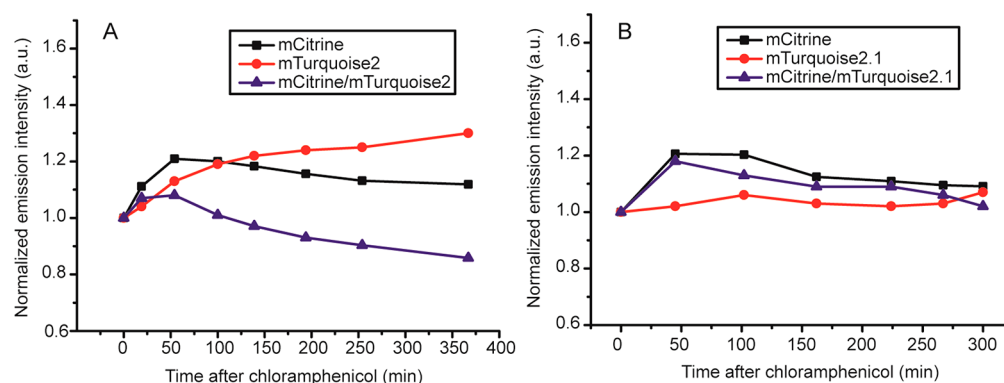 A
mCitrine
mTurquoise2
mCitrine/mTurquoise2
Normalized emission intensity (a.u.)
1.6
1.4
1.2
1.0
0.8
0.6
0 50 100 150 200 250 300 350 400
Time after chloramphenicol (min)
B
mCitrine
mTurquoise2.1
mCitrine/mTurquoise2.1
Normalized emission intensity (a.u.)
1.6
1.4
1.2
1.0
0.8
0.6
0 50 100 150 200 250 300
Time after chloramphenicol (min)